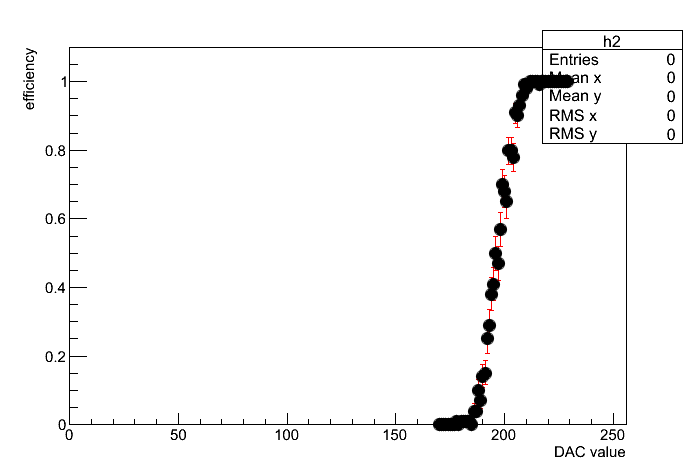 h2
Entries 0
Mean x 0
Mean y 0
RMS x 0
RMS y 0
efficiency
1
0.8
0.6
0.4
0.2
0
0 50 100 150 200 250
DAC value